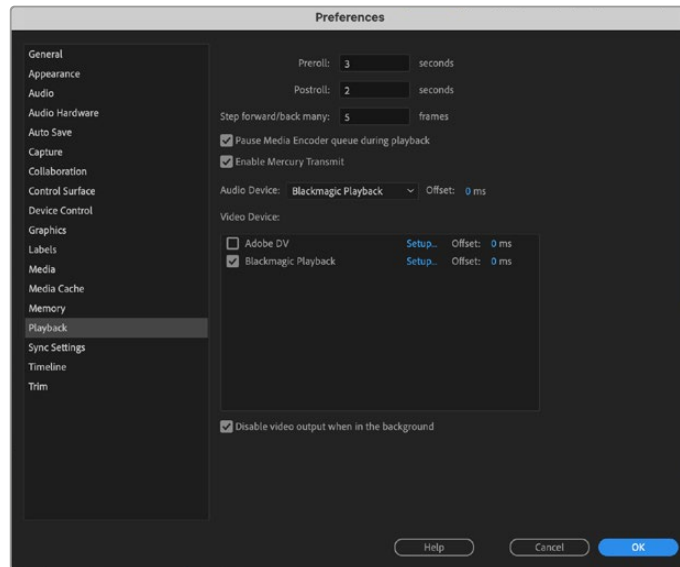 Preferences
General
Appearance
Audio
Audio Hardware
Auto Save
Capture
Collaboration
Control Surface
Device Control
Graphics
Labels
Media
Media Cache
Memory
Playback
Sync Settings
Timeline
Trim
Preroll: 3 seconds
Postroll: 2 seconds
Step forward/back many: 5 frames
Pause Media Encoder queue during playback
Enable Mercury Transmit
Audio Device: Blackmagic Playback Offset: 0 ms
Video Device:
Adobe DV Setup... Offset: 0 ms
Blackmagic Playback Setup... Offset: 0 ms
Disable video output when in the background
Help Cancel OK